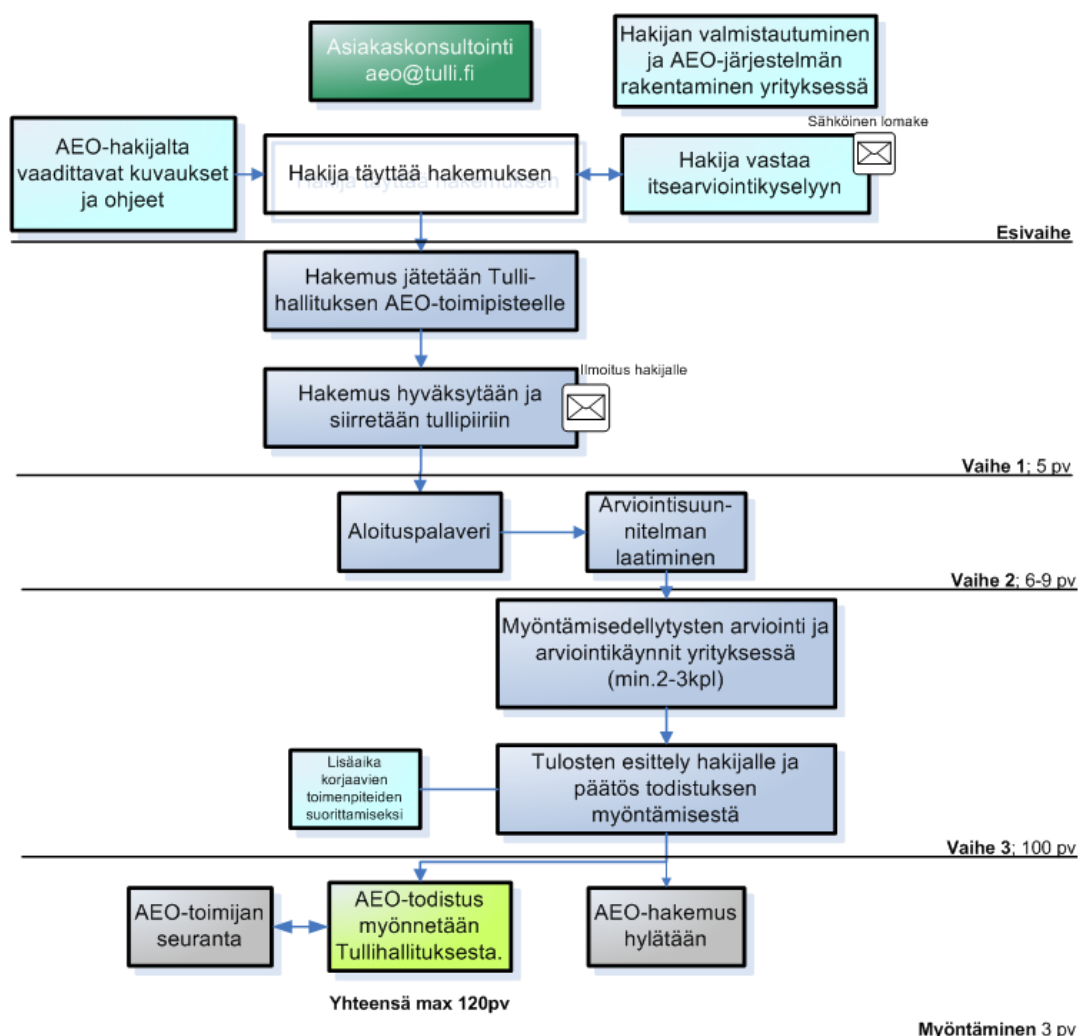 Asiakaskonsultointi
aeo@tulli.fi
Hakijan valmistautuminen
ja AEO-järjestelmän
rakentaminen yrityksessä
AEO-hakijalta
vaadittavat kuvaukset
ja ohjeet
Hakija täyttää hakemuksen
Hakija täyttää hakemuksen
Sähköinen lomake
Hakija vastaa
itsearviointikyselyyn
Esivaihe
Hakemus jätetään Tulli-
hallituksen AEO-toimipisteelle
Ilmoitus hakijalle
Hakemus hyväksytään ja
siirretään tullipiiriin
Vaihe 1; 5 pv
Aloituspalaveri
Arviointisuun-
nitelman
laatiminen
Vaihe 2; 6-9 pv
Myöntämisedellytysten arviointi ja
arviointikäynnit yrityksessä
(min.2-3kpl)
Lisäaika
korjaavien
toimenpiteiden
suorittamiseksi
Tulosten esittely hakijalle ja
päätös todistuksen
myöntämisestä
Vaihe 3; 100 pv
AEO-toimijan
seuranta
AEO-todistus
myönnetään
Tullihallituksesta.
AEO-hakemus
hylätään
Yhteensä max 120pv
Myöntäminen 3 pv